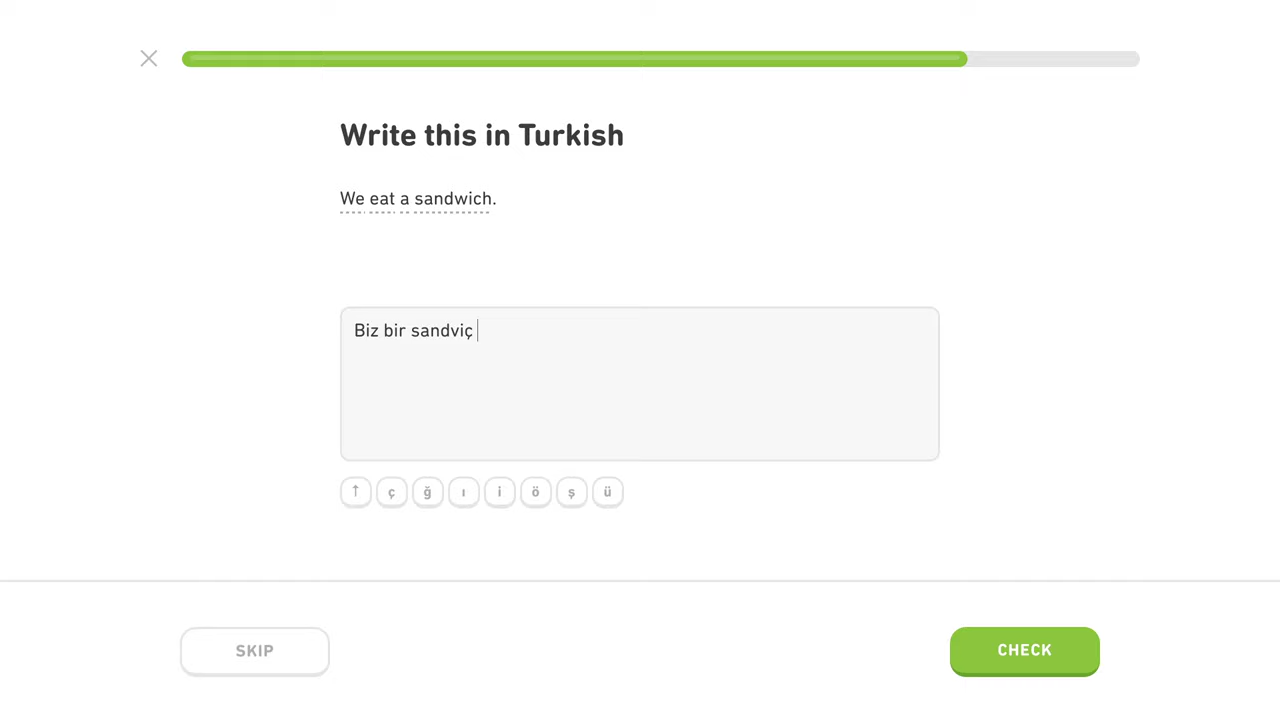 Write this in Turkish
We eat a sandwich.
Biz bir sandviç
↑ ç ğ ı i ö ş ü
SKIP
CHECK